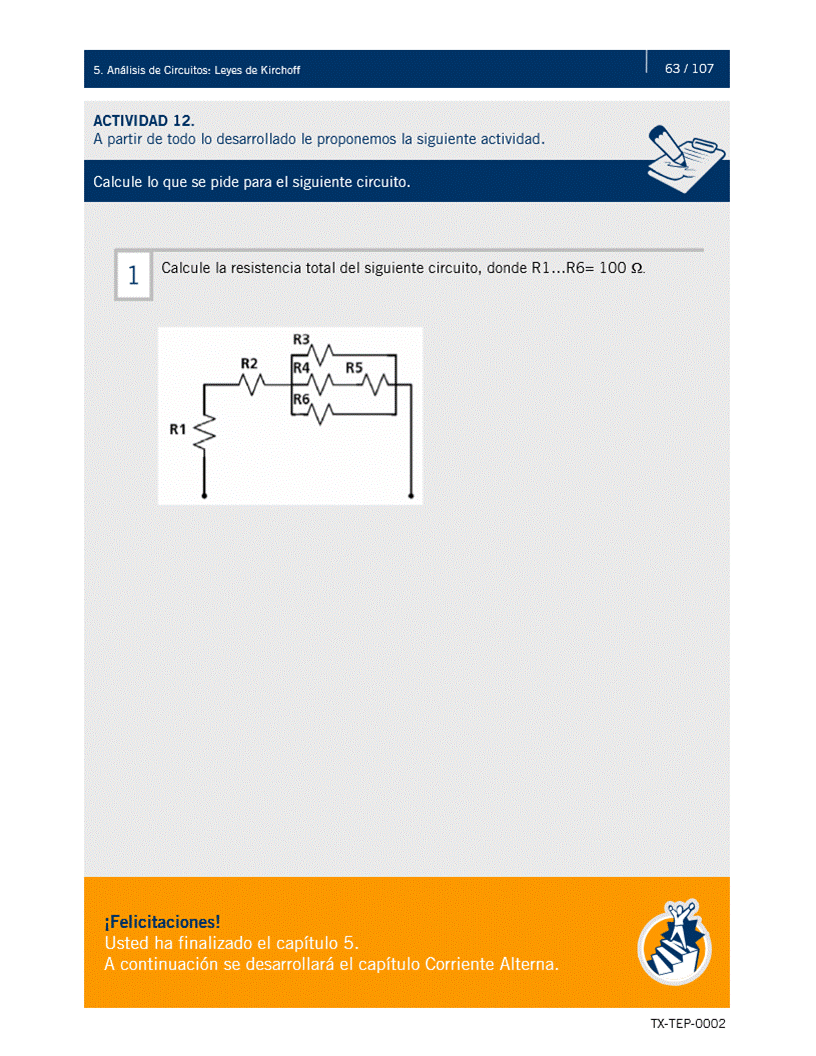 5. Análisis de Circuitos: Leyes de Kirchoff
63 / 107
ACTIVIDAD 12.
A partir de todo lo desarrollado le proponemos la siguiente actividad.
Calcule lo que se pide para el siguiente circuito.
1
Calcule la resistencia total del siguiente circuito, donde R1...R6= 100 Ω.
R3
R2
R4
R5
R6
R1
¡Felicitaciones!
Usted ha finalizado el capítulo 5.
A continuación se desarrollará el capítulo Corriente Alterna.
TX-TEP-0002